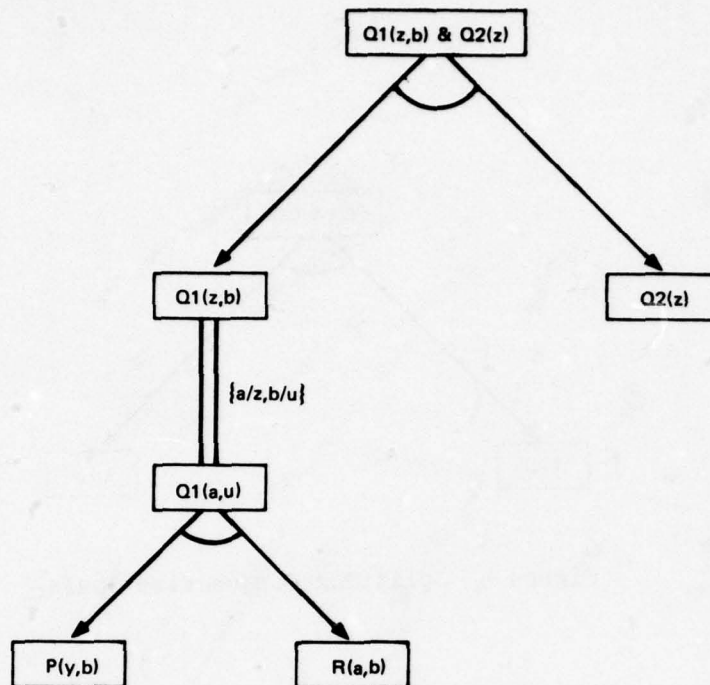 Q1(z,b) & Q2(z)
Q1(z,b)
Q2(z)
{a/z,b/u}
Q1(a,u)
P(y,b)
R(a,b)